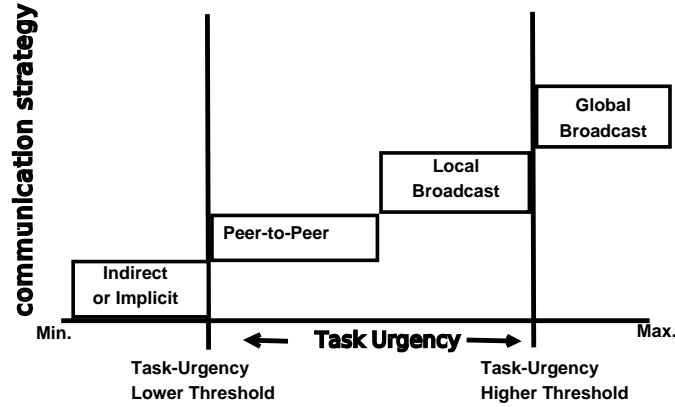 communication strategy
Global
Broadcast
Local
Broadcast
Peer-to-Peer
Indirect
or Implicit
Min.
Task Urgency
Max.
Task-Urgency
Lower Threshold
Task-Urgency
Higher Threshold